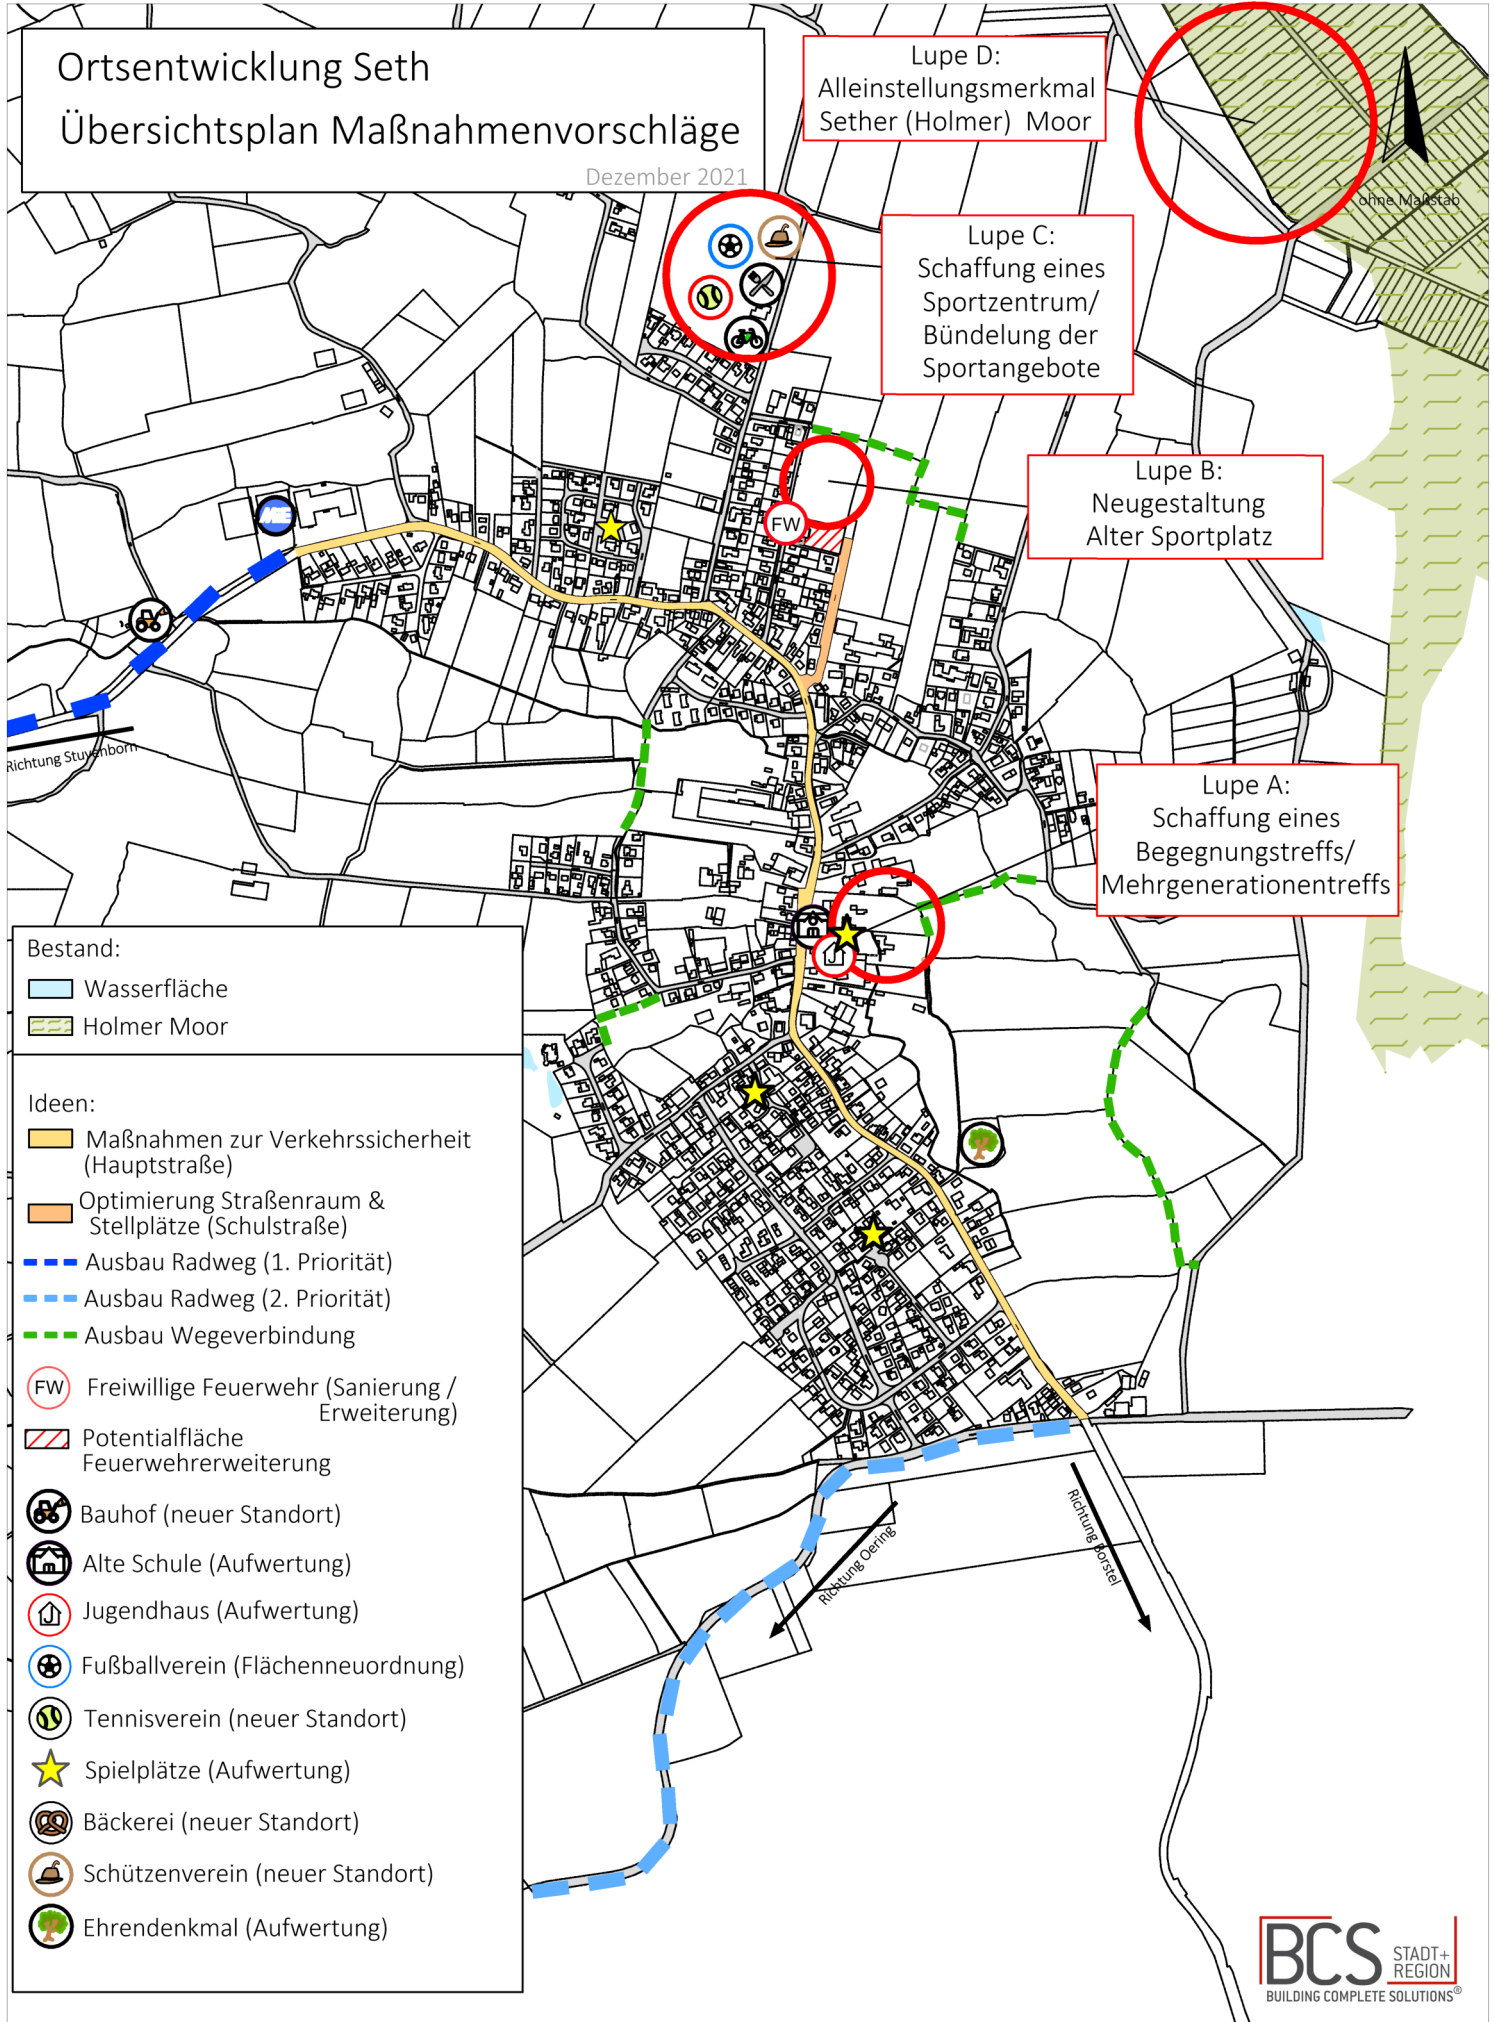 Ortsentwicklung Seth
Übersichtsplan Maßnahmenvorschläge
Dezember 2021
Lupe D:
Alleinstellungsmerkmal
Sether (Holmer) Moor
ohne Maßstab
Lupe C:
Schaffung eines
Sportzentrum/
Bündelung der
Sportangebote
Lupe B:
Neugestaltung
Alter Sportplatz
FW
Richtung Stuvenborn
Lupe A:
Schaffung eines
Begegnungstreffs/
Mehrgenerationentreffs
J
Richtung Oering
Richtung Borstel
Bestand:
Wasserfläche
Holmer Moor
Ideen:
Maßnahmen zur Verkehrssicherheit
(Hauptstraße)
Optimierung Straßenraum &
Stellplätze (Schulstraße)
Ausbau Radweg (1. Priorität)
Ausbau Radweg (2. Priorität)
Ausbau Wegeverbindung
FW Freiwillige Feuerwehr (Sanierung /
Erweiterung)
Potentialfläche
Feuerwehrerweiterung
Bauhof (neuer Standort)
Alte Schule (Aufwertung)
J Jugendhaus (Aufwertung)
Fußballverein (Flächenneuordnung)
Tennisverein (neuer Standort)
Spielplätze (Aufwertung)
Bäckerei (neuer Standort)
Schützenverein (neuer Standort)
Ehrendenkmal (Aufwertung)
BCS STADT+
REGION
BUILDING COMPLETE SOLUTIONS®